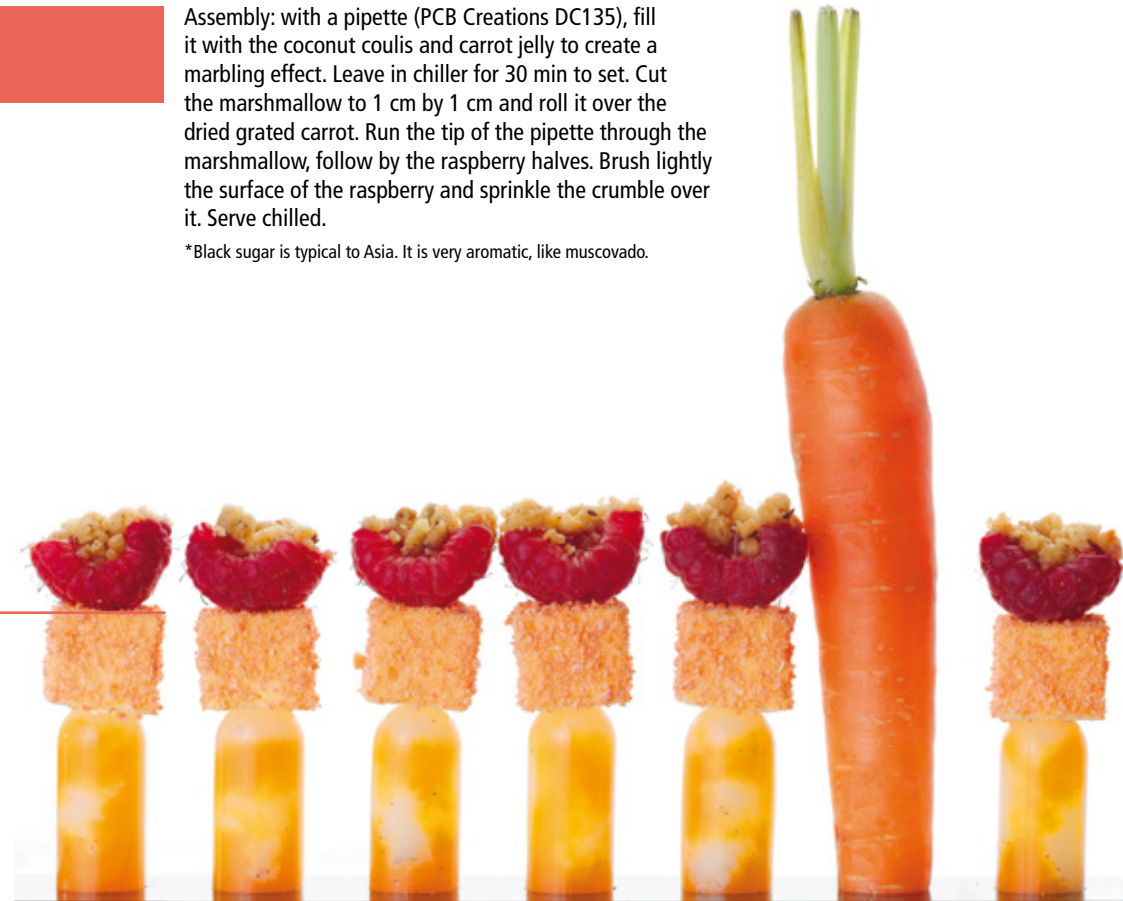 Assembly: with a pipette (PCB Creations DC135), fill
it with the coconut coulis and carrot jelly to create a
marbling effect. Leave in chiller for 30 min to set. Cut
the marshmallow to 1 cm by 1 cm and roll it over the
dried grated carrot. Run the tip of the pipette through the
marshmallow, follow by the raspberry halves. Brush lightly
the surface of the raspberry and sprinkle the crumble over
it. Serve chilled.
*Black sugar is typical to Asia. It is very aromatic, like muscovado.